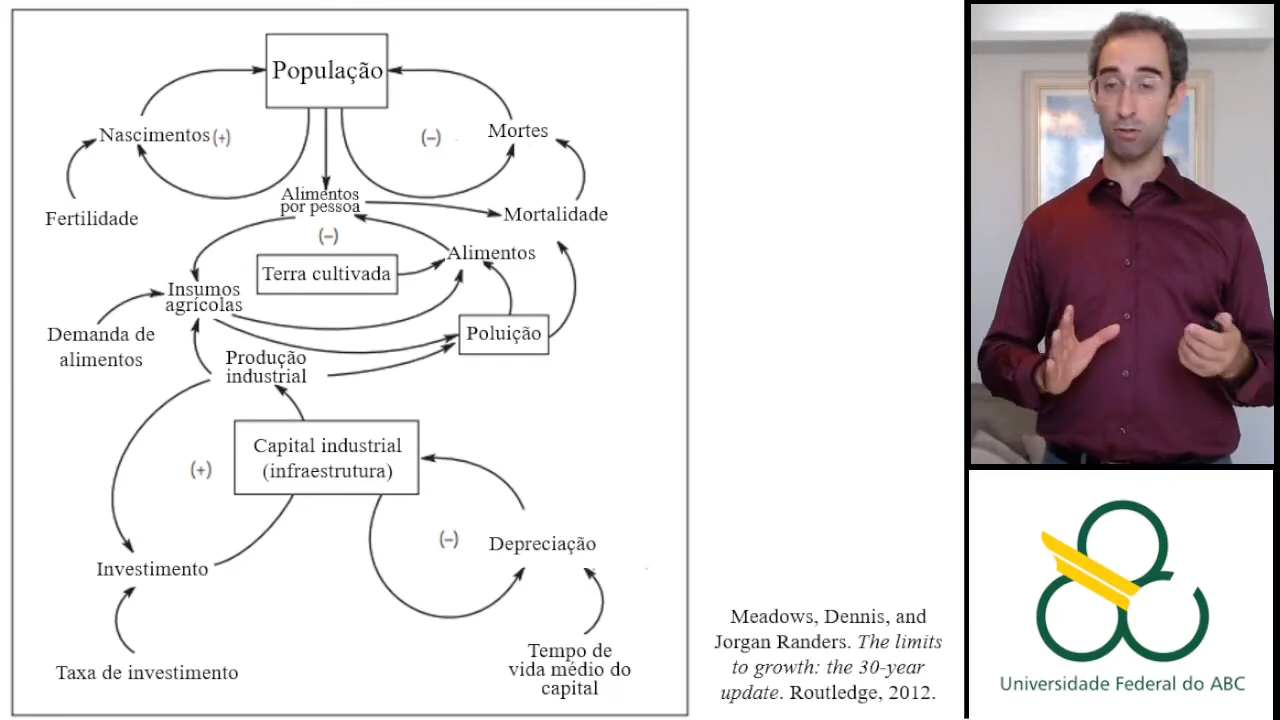 População
Nascimentos (+)
(–)
Mortes
Fertilidade
Alimentos
por pessoa
Mortalidade
(–)
Alimentos
Terra cultivada
Insumos
agrícolas
Demanda de
alimentos
Poluição
Produção
industrial
Capital industrial
(infraestrutura)
(+)
(–)
Depreciação
Investimento
Taxa de investimento
Tempo de
vida médio do
capital
Meadows, Dennis, and
Jorgan Randers. The limits
to growth: the 30-year
update. Routledge, 2012.
Universidade Federal do ABC